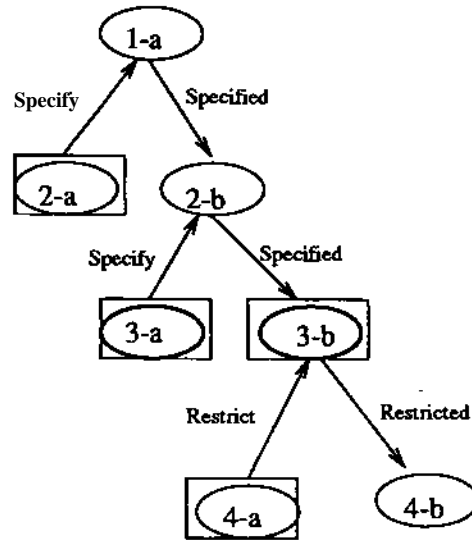 1-a
Specify
Specified
2-a
2-b
Specify
Specified
3-a
3-b
Restrict
Restricted
4-a
4-b